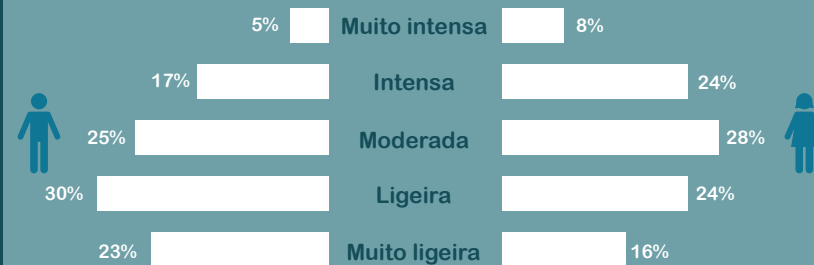 5% Muito intensa 8%
17% Intensa 24%
25% Moderada 28%
30% Ligeira 24%
23% Muito ligeira 16%